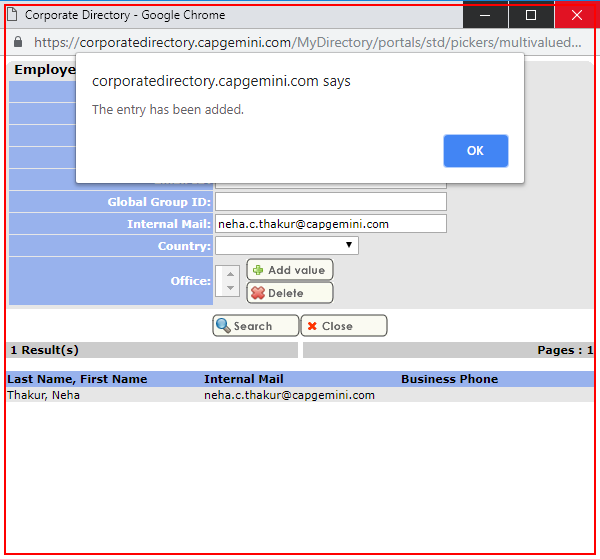 Corporate Directory - Google Chrome
https://corporatedirectory.capgemini.com/MyDirectory/portals/std/pickers/multivalued...
Employe
corporatedirectory.capgemini.com says
The entry has been added.
OK
Global Group ID:
Internal Mail: neha.c.thakur@capgemini.com
Country:
Office: Add value
Delete
Search Close
1 Result(s) Pages : 1
Last Name, First Name Internal Mail Business Phone
Thakur, Neha neha.c.thakur@capgemini.com